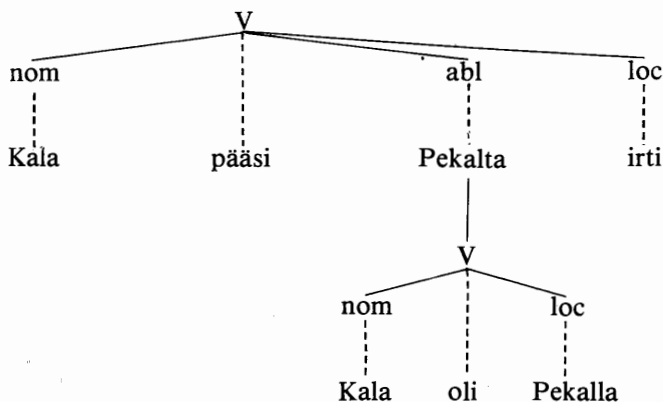 V
nom abl loc
Kala pääsi Pekalta irti
V
nom loc
Kala oli Pekalla